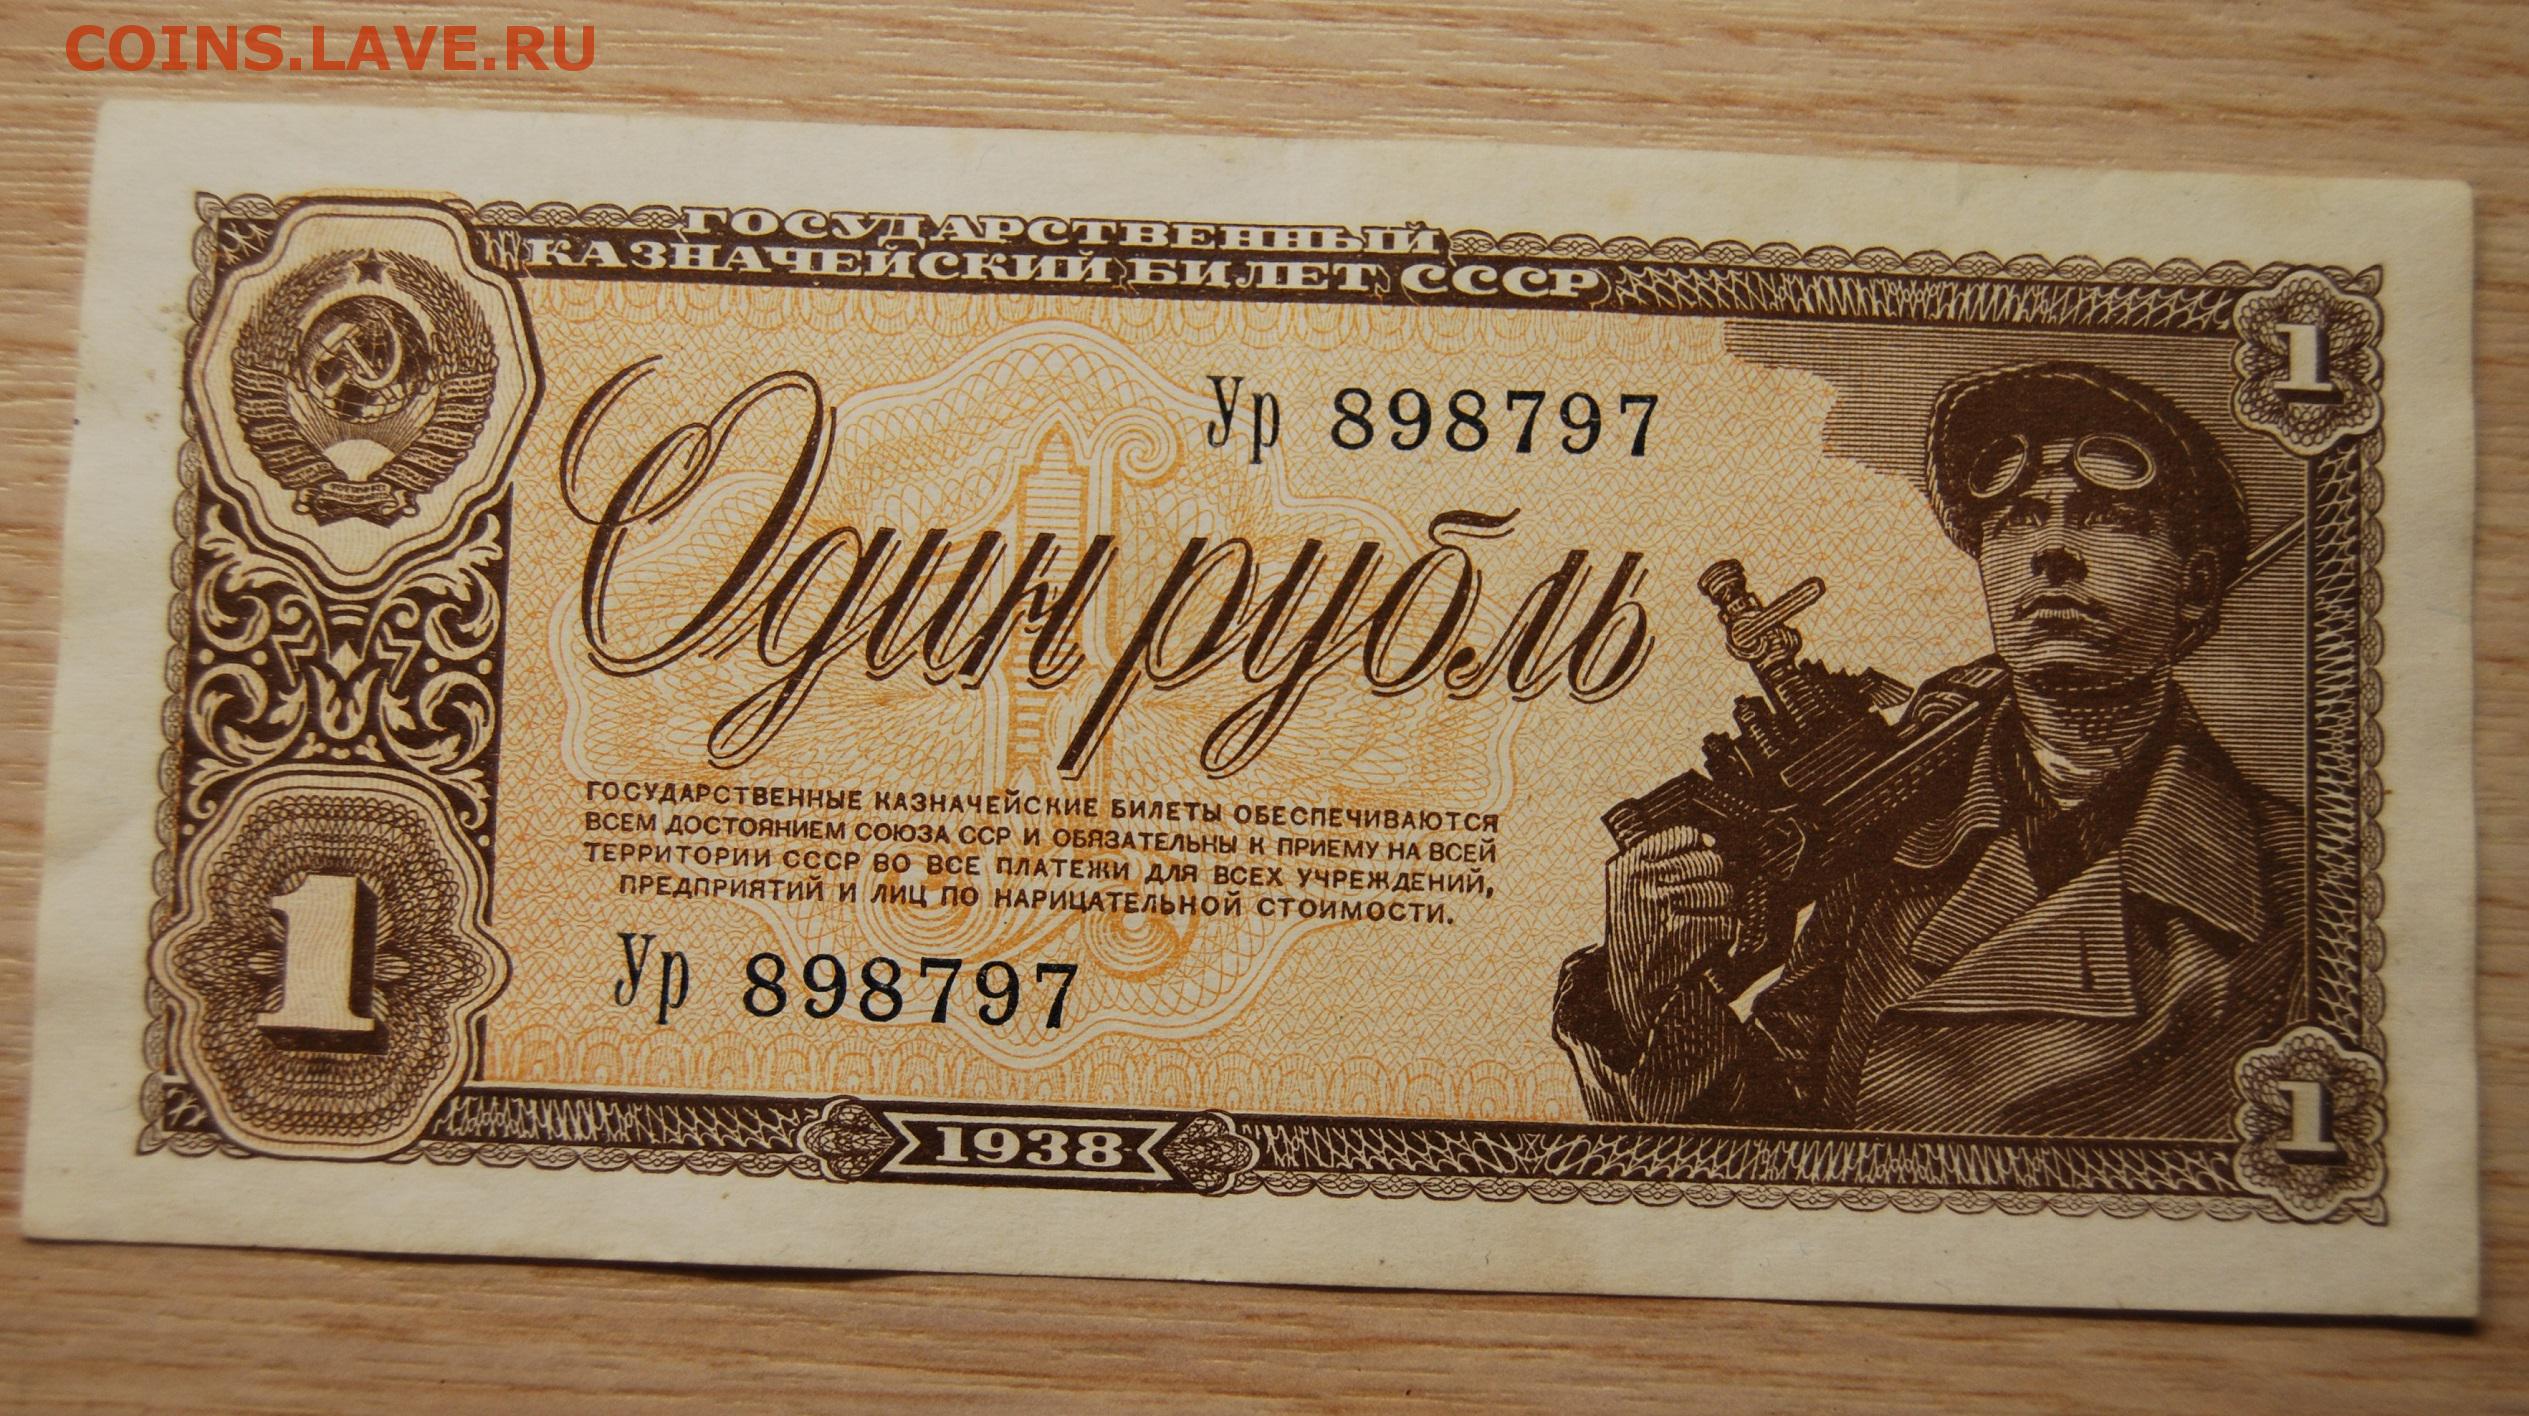 COINS.LAVE.RU
ГОСУДАРСТВЕННЫЙ
КАЗНАЧЕЙСКИЙ БИЛЕТ СССР
1
Ур 898797
Один рубль
ГОСУДАРСТВЕННЫЕ КАЗНАЧЕЙСКИЕ БИЛЕТЫ ОБЕСПЕЧИВАЮТСЯ
ВСЕМ ДОСТОЯНИЕМ СОЮЗА ССР И ОБЯЗАТЕЛЬНЫ К ПРИЕМУ НА ВСЕЙ
ТЕРРИТОРИИ СССР ВО ВСЕ ПЛАТЕЖИ ДЛЯ ВСЕХ УЧРЕЖДЕНИЙ,
ПРЕДПРИЯТИЙ И ЛИЦ ПО НАРИЦАТЕЛЬНОЙ СТОИМОСТИ.
1
Ур 898797
1938
1